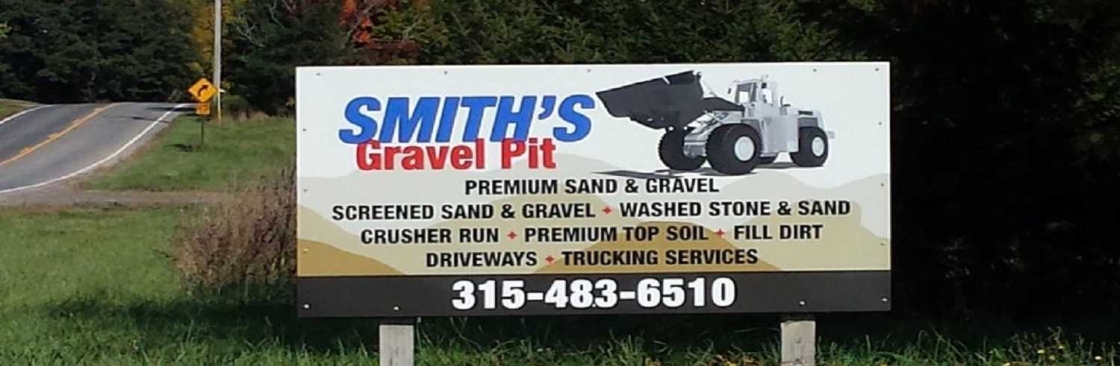 SMITH'S
Gravel Pit
PREMIUM SAND & GRAVEL
SCREENED SAND & GRAVEL ✦ WASHED STONE & SAND
CRUSHER RUN ✦ PREMIUM TOP SOIL ✦ FILL DIRT
DRIVEWAYS ✦ TRUCKING SERVICES
315-483-6510